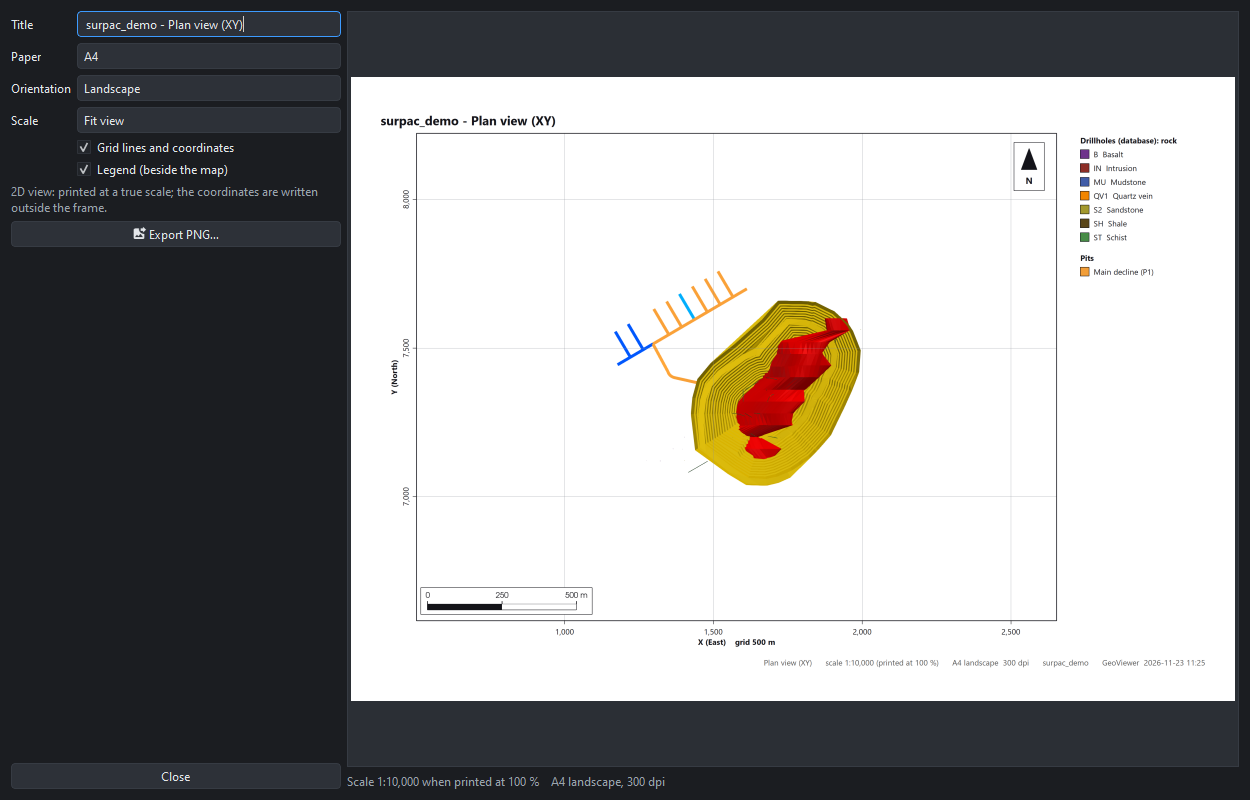 Title
surpac_demo - Plan view (XY)
Paper
A4
Orientation
Landscape
Scale
Fit view
Grid lines and coordinates
Legend (beside the map)
2D view: printed at a true scale; the coordinates are written
outside the frame.
Export PNG...
Close
surpac_demo - Plan view (XY)
N
8,000
7,500
7,000
Y (North)
0
250
500 m
1,000
1,500
2,000
2,500
X (East) grid 500 m
Drillholes (database): rock
B Basalt
IN Intrusion
MU Mudstone
QV1 Quartz vein
S2 Sandstone
SH Shale
ST Schist
Pits
Main decline (P1)
Plan view (XY) scale 1:10,000 (printed at 100 %) A4 landscape 300 dpi surpac_demo GeoViewer 2026-11-23 11:25
Scale 1:10,000 when printed at 100 % A4 landscape, 300 dpi